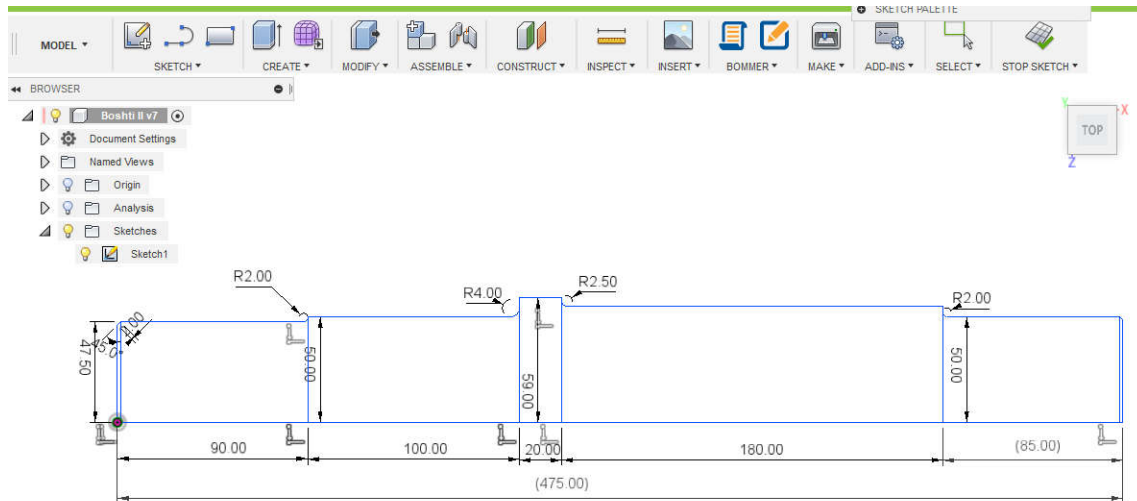 SKETCH PALETTE
MODEL
SKETCH
CREATE
MODIFY
ASSEMBLE
CONSTRUCT
INSPECT
INSERT
BOMMER
MAKE
ADD-INS
SELECT
STOP SKETCH
BROWSER
Boshti II v7
Document Settings
Named Views
Origin
Analysis
Sketches
Sketch1
Y
X
TOP
Z
R2.00
R4.00
R2.50
R2.00
47.50
50.00
59.00
50.00
90.00
100.00
20.00
180.00
(85.00)
(475.00)